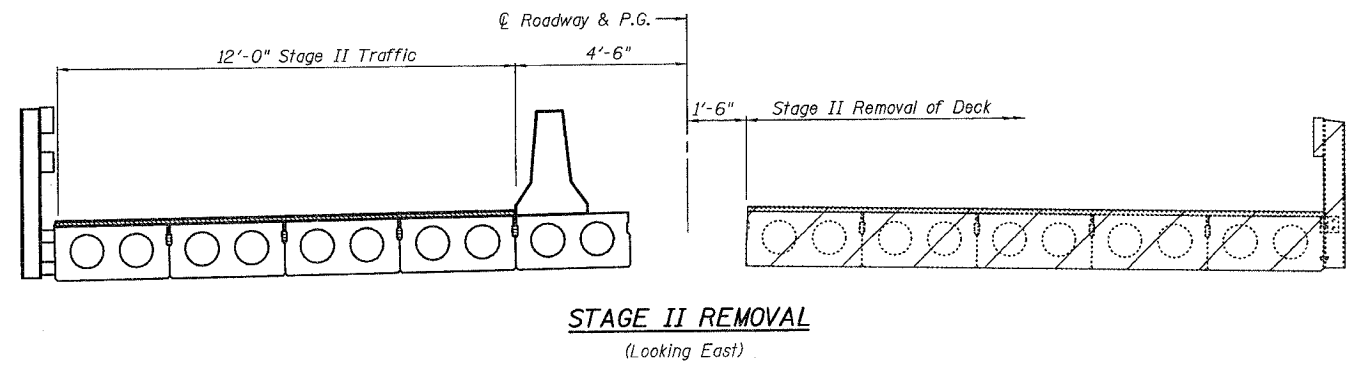 ℄ Roadway & P.G.
12'-0" Stage II Traffic
4'-6"
1'-6"
Stage II Removal of Deck
STAGE II REMOVAL
(Looking East)